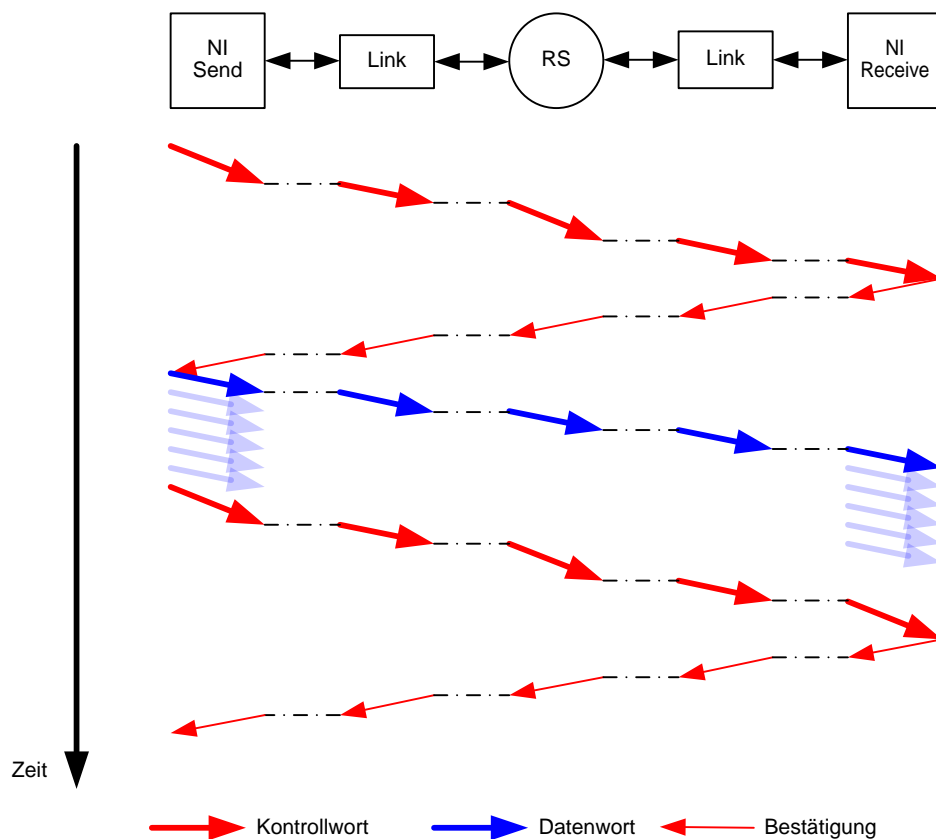 NI
Send
Link
RS
Link
NI
Receive
Zeit
Kontrollwort
Datenwort
Bestätigung